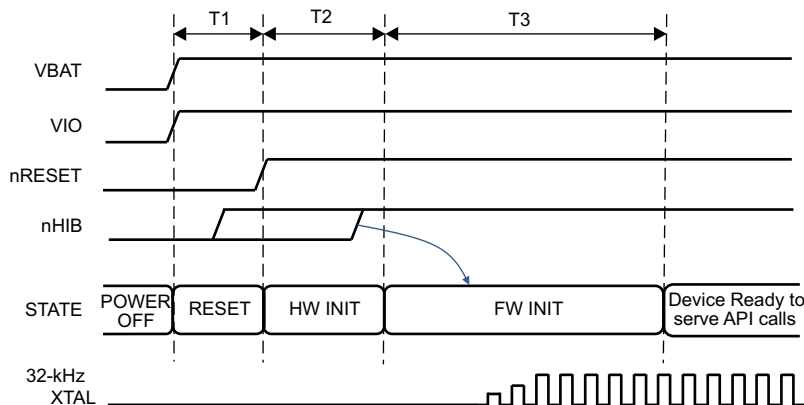 T1 T2 T3
VBAT
VIO
nRESET
nHIB
STATE
POWER
OFF
RESET
HW INIT
FW INIT
Device Ready to
serve API calls
32-kHz
XTAL